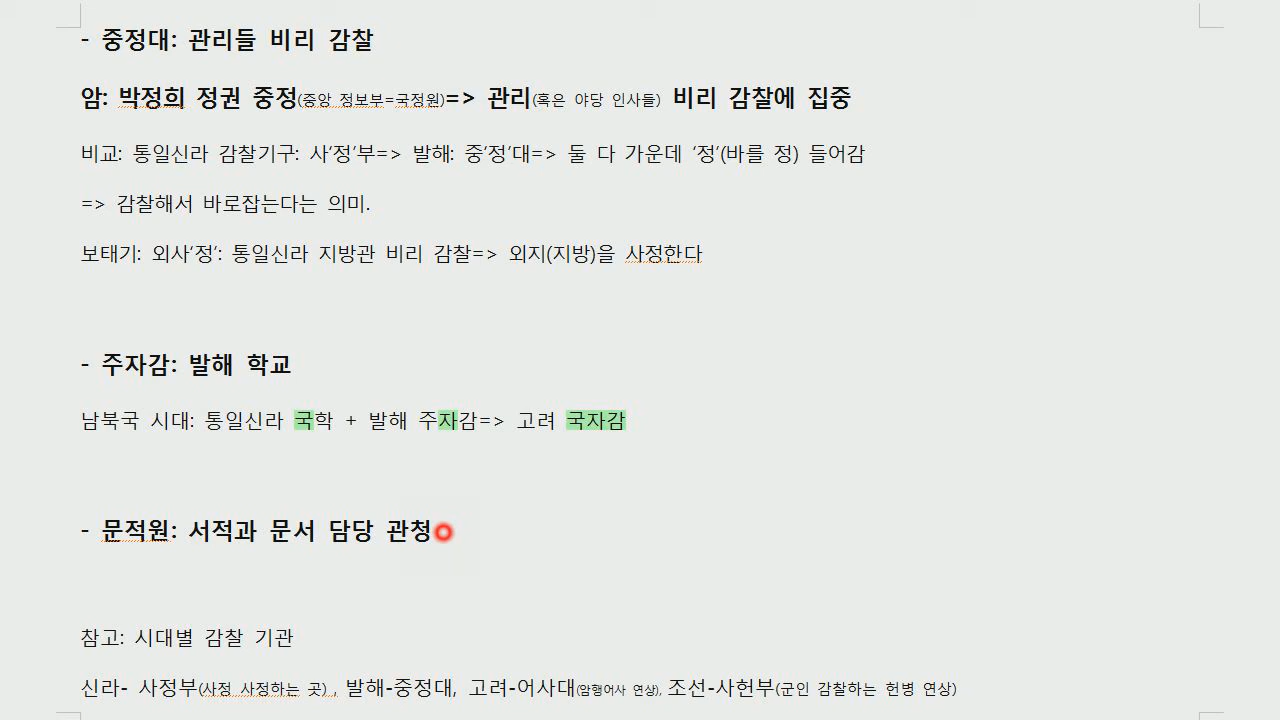 - 중정대: 관리들 비리 감찰
암: 박정희 정권 중정(중앙 정보부=국정원)=> 관리(혹은 야당 인사들) 비리 감찰에 집중
비교: 통일신라 감찰기구: 사‘정’부=> 발해: 중‘정’대=> 둘 다 가운데 ‘정’(바를 정) 들어감
=> 감찰해서 바로잡는다는 의미.
보태기: 외사‘정’: 통일신라 지방관 비리 감찰=> 외지(지방)을 사정한다
- 주자감: 발해 학교
남북국 시대: 통일신라 국학 + 발해 주자감=> 고려 국자감
- 문적원: 서적과 문서 담당 관청
참고: 시대별 감찰 기관
신라- 사정부(사정 사정하는 곳) , 발해-중정대, 고려-어사대(암행어사 연상), 조선-사헌부(군인 감찰하는 헌병 연상)